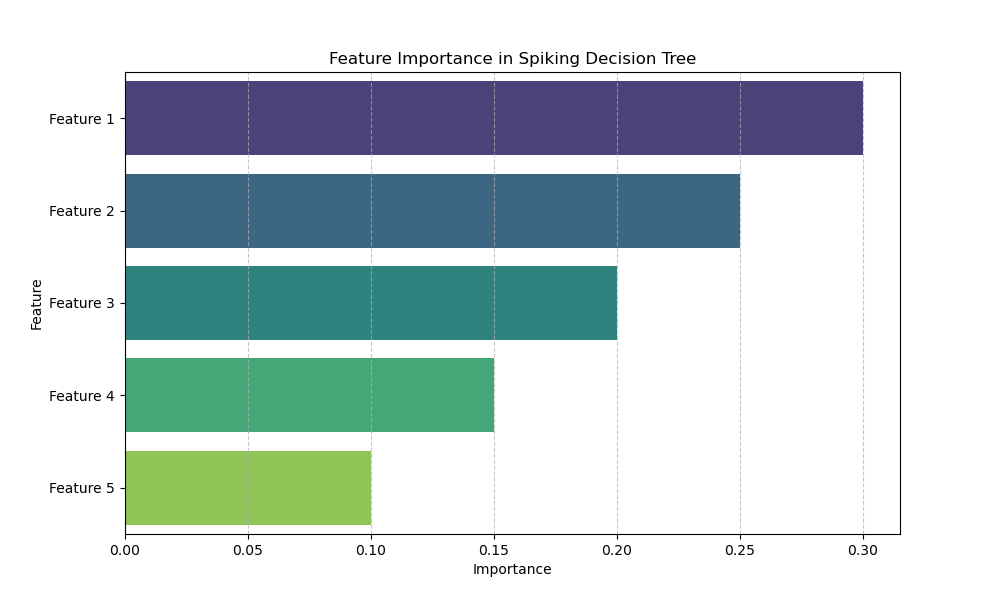 Feature Importance in Spiking Decision Tree
Feature
Feature 1
Feature 2
Feature 3
Feature 4
Feature 5
0.00 0.05 0.10 0.15 0.20 0.25 0.30
Importance